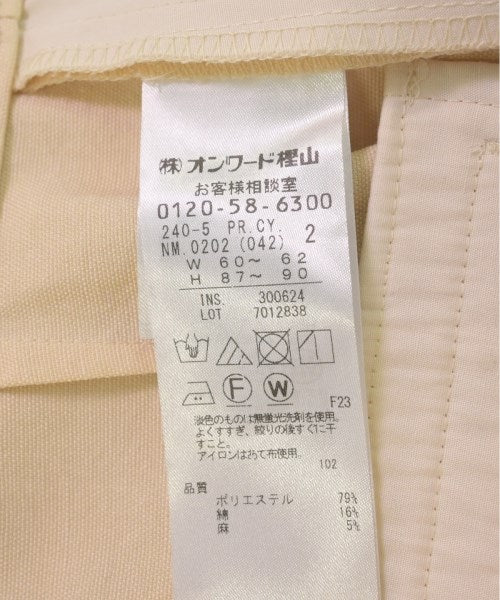 ㈱オンワード樫山
お客様相談室
0120-58-6300
240-5 PR.CY.
NM.0202 (042) 2
W 60～ 62
H 87～ 90
INS. 300624
LOT 7012838
F W
F23
淡色のものは無蛍光洗剤を使用。
よくすすぎ、絞りの後すぐに干
すこと。
アイロンはあて布使用。
102
品質
ポリエステル 79%
綿 16%
麻 5%